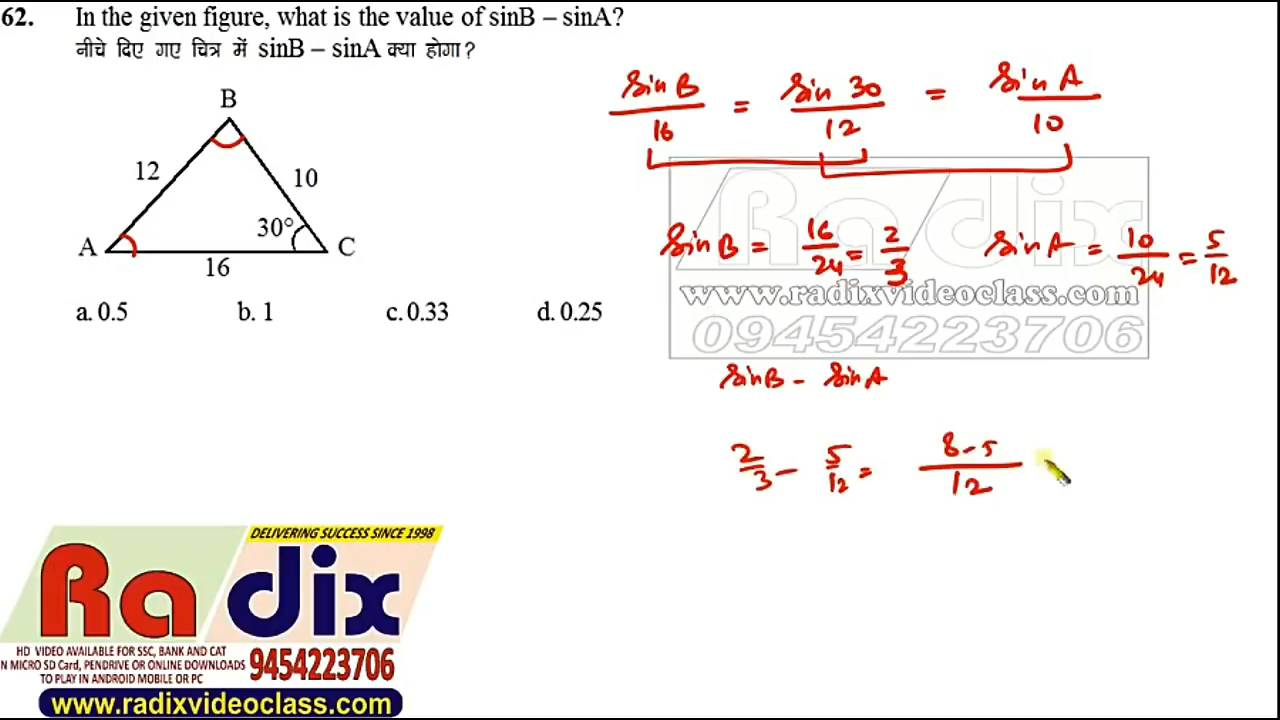 62. In the given figure, what is the value of sinB – sinA?
नीचे दिए गए चित्र में sinB – sinA क्या होगा?
B
12
10
30°
A
C
16
a. 0.5 b. 1 c. 0.33 d. 0.25
sin B / 16 = sin 30 / 12 = sin A / 10
sin B = 16/24 = 2/3 sin A = 10/24 = 5/12
Radix
www.radixvideoclass.com
09454223706
sinB - sinA
2/3 - 5/12 = 8-5/12
DELIVERING SUCCESS SINCE 1998
Radix
HD VIDEO AVAILABLE FOR SSC, BANK AND CAT
N MICRO SD Card, PENDRIVE OR ONLINE DOWNLOADS
TO PLAY IN ANDROID MOBILE OR PC
9454223706
www.radixvideoclass.com